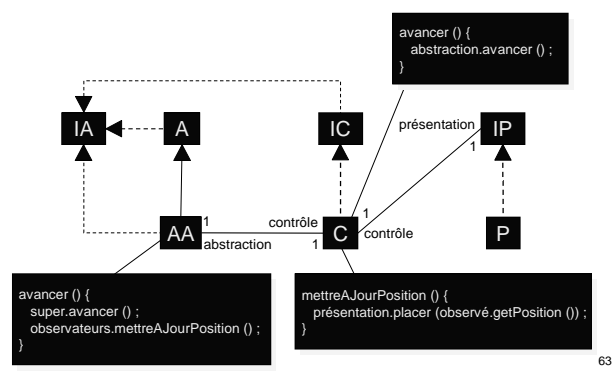 avancer () {
abstraction.avancer () ;
}
IA
A
IC
présentation
IP
1
AA
1
abstraction
contrôle
1
C
1
contrôle
P
avancer () {
super.avancer () ;
observateurs.mettreAJourPosition () ;
}
mettreAJourPosition () {
présentation.placer (observé.getPosition ()) ;
}
63